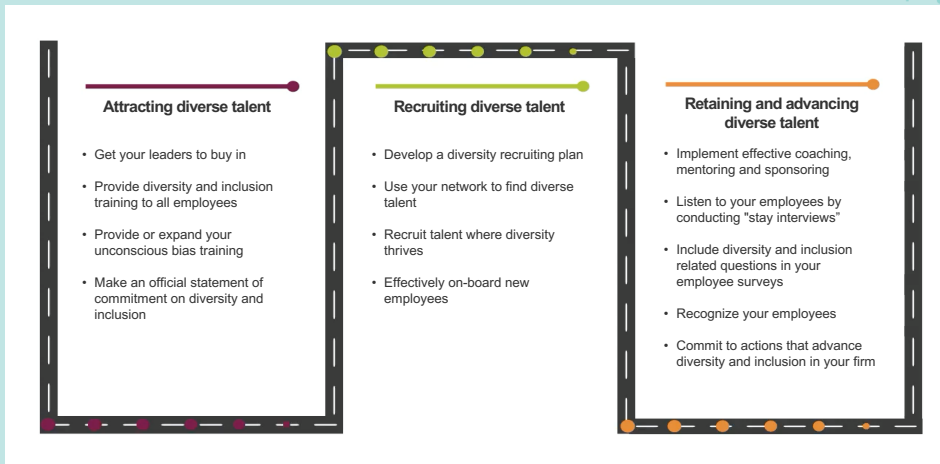 Attracting diverse talent
• Get your leaders to buy in
• Provide diversity and inclusion
training to all employees
• Provide or expand your
unconscious bias training
• Make an official statement of
commitment on diversity and
inclusion
Recruiting diverse talent
• Develop a diversity recruiting plan
• Use your network to find diverse
talent
• Recruit talent where diversity
thrives
• Effectively on-board new
employees
Retaining and advancing
diverse talent
• Implement effective coaching,
mentoring and sponsoring
• Listen to your employees by
conducting "stay interviews”
• Include diversity and inclusion
related questions in your
employee surveys
• Recognize your employees
• Commit to actions that advance
diversity and inclusion in your firm